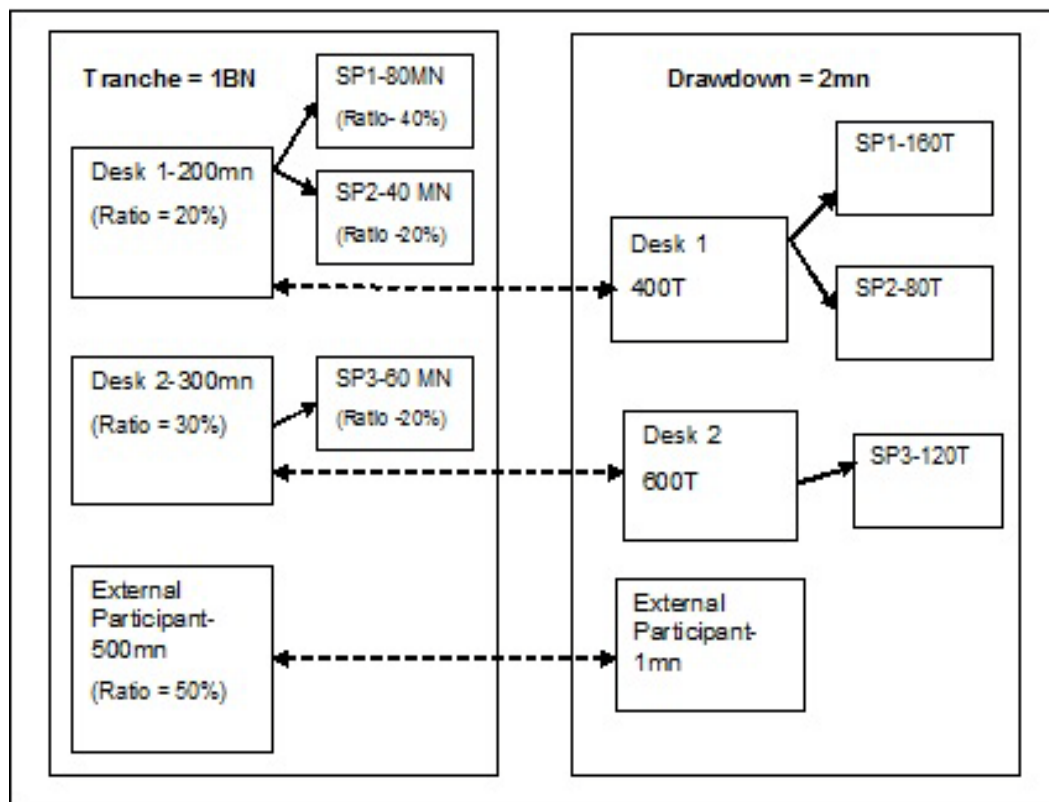 Tranche = 1BN
SP1-80MN
(Ratio- 40%)
Desk 1-200mn
(Ratio = 20%)
SP2-40 MN
(Ratio -20%)
Desk 2-300mn
(Ratio = 30%)
SP3-60 MN
(Ratio -20%)
External
Participant-
500mn
(Ratio = 50%)
Drawdown = 2mn
SP1-160T
Desk 1
400T
SP2-80T
Desk 2
600T
SP3-120T
External
Participant-
1mn